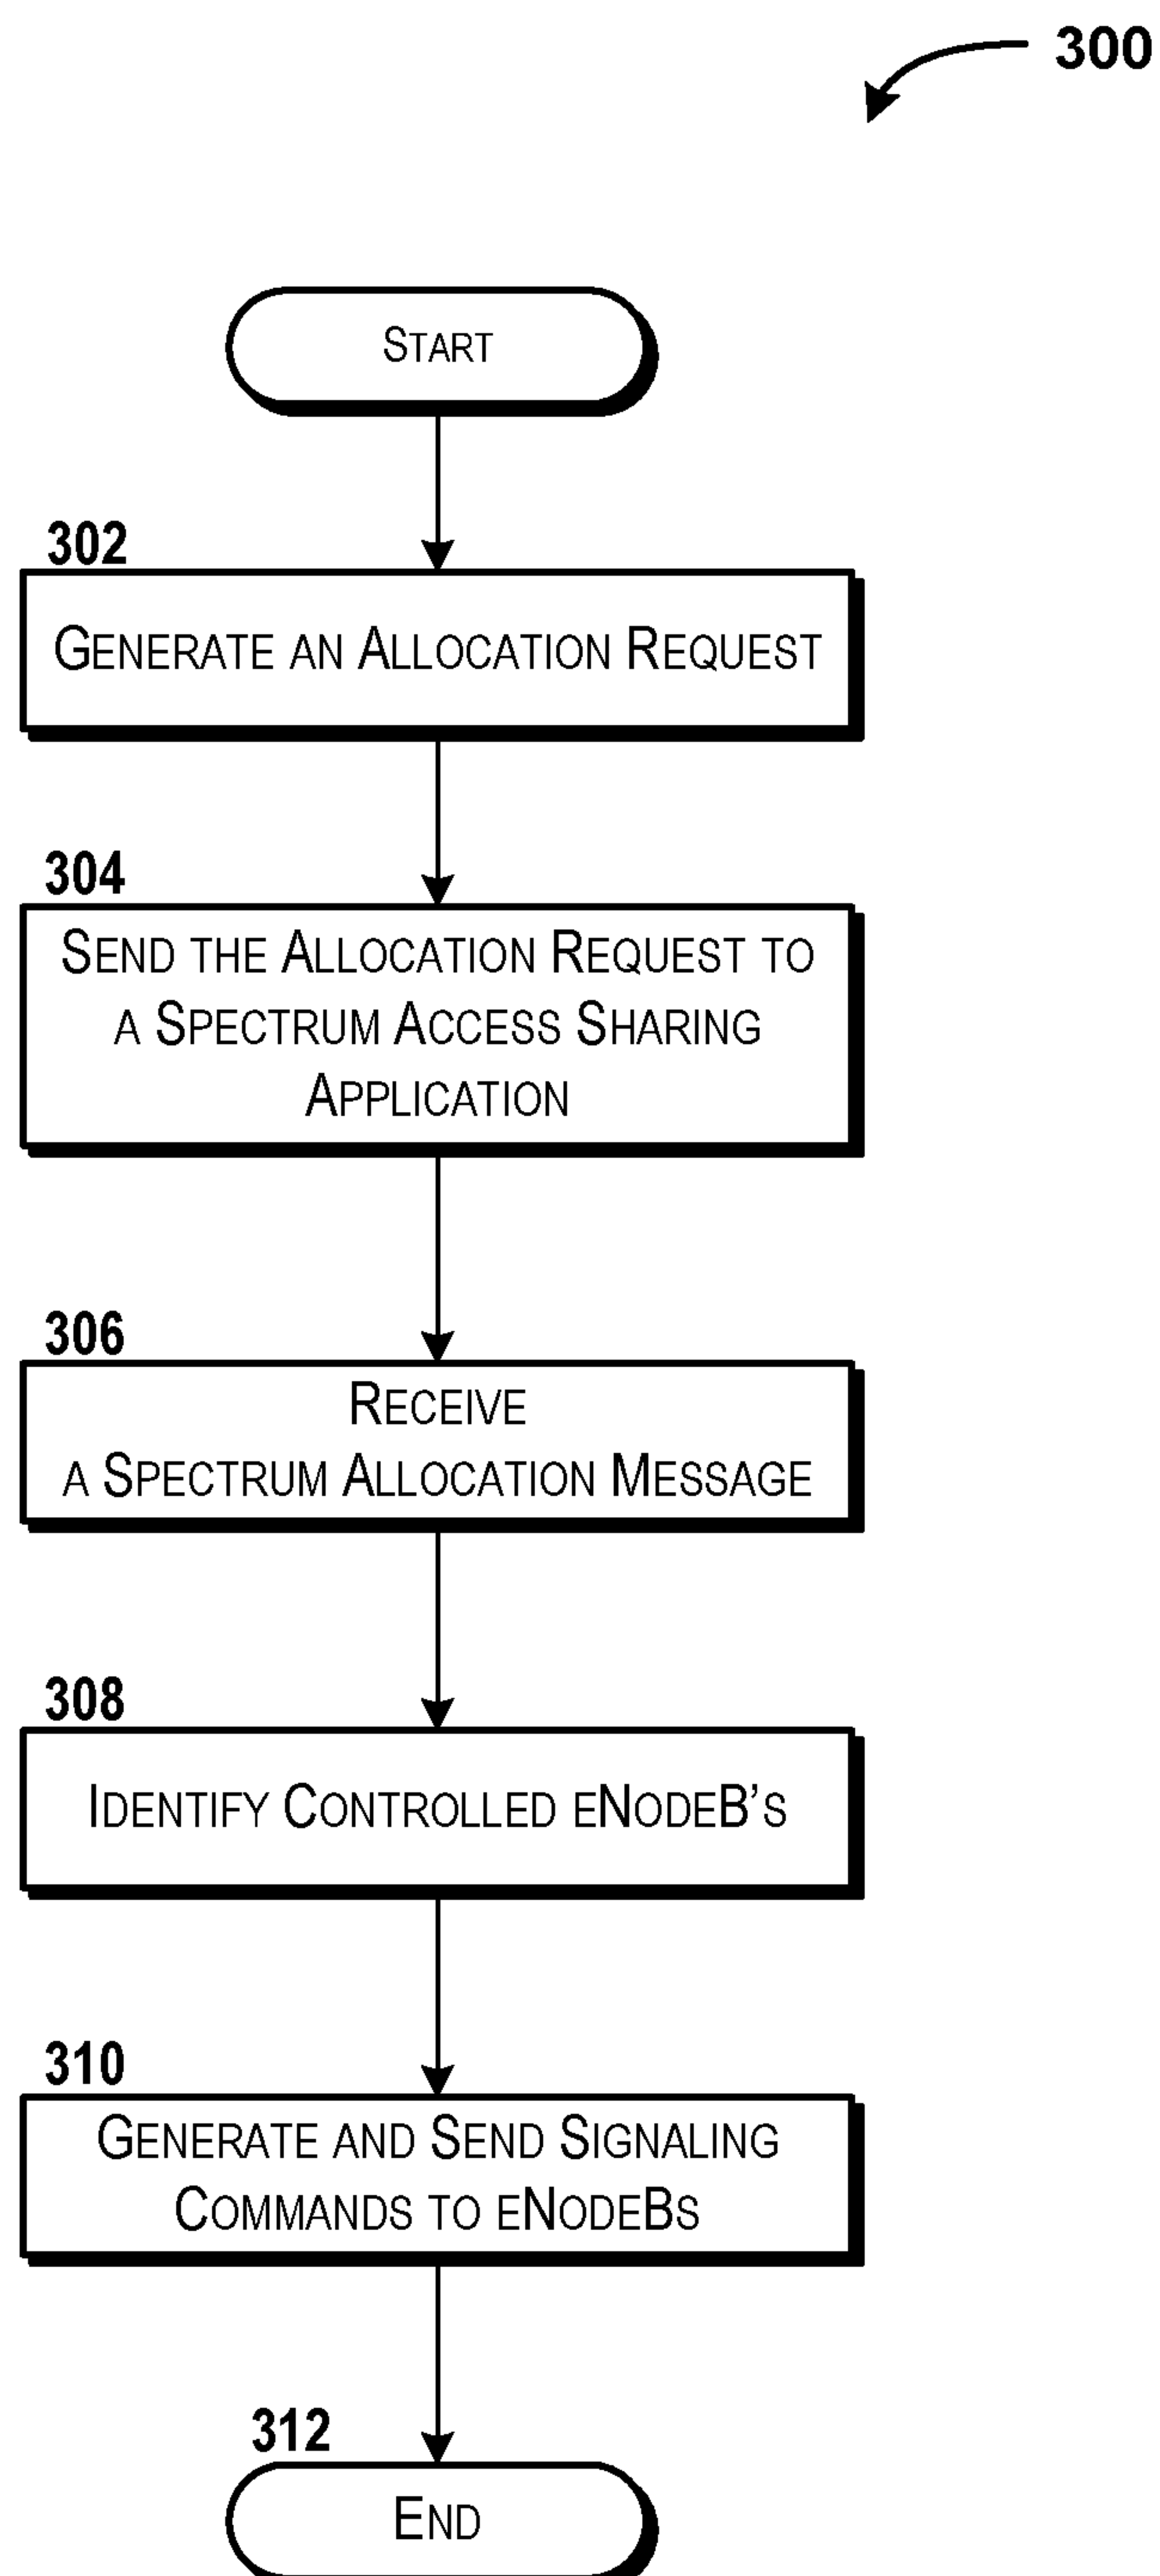 300
START
302
GENERATE AN ALLOCATION REQUEST
304
SEND THE ALLOCATION REQUEST TO
A SPECTRUM ACCESS SHARING
APPLICATION
306
RECEIVE
A SPECTRUM ALLOCATION MESSAGE
308
IDENTIFY CONTROLLED ENODEB'S
310
GENERATE AND SEND SIGNALING
COMMANDS TO ENODEBS
312
END